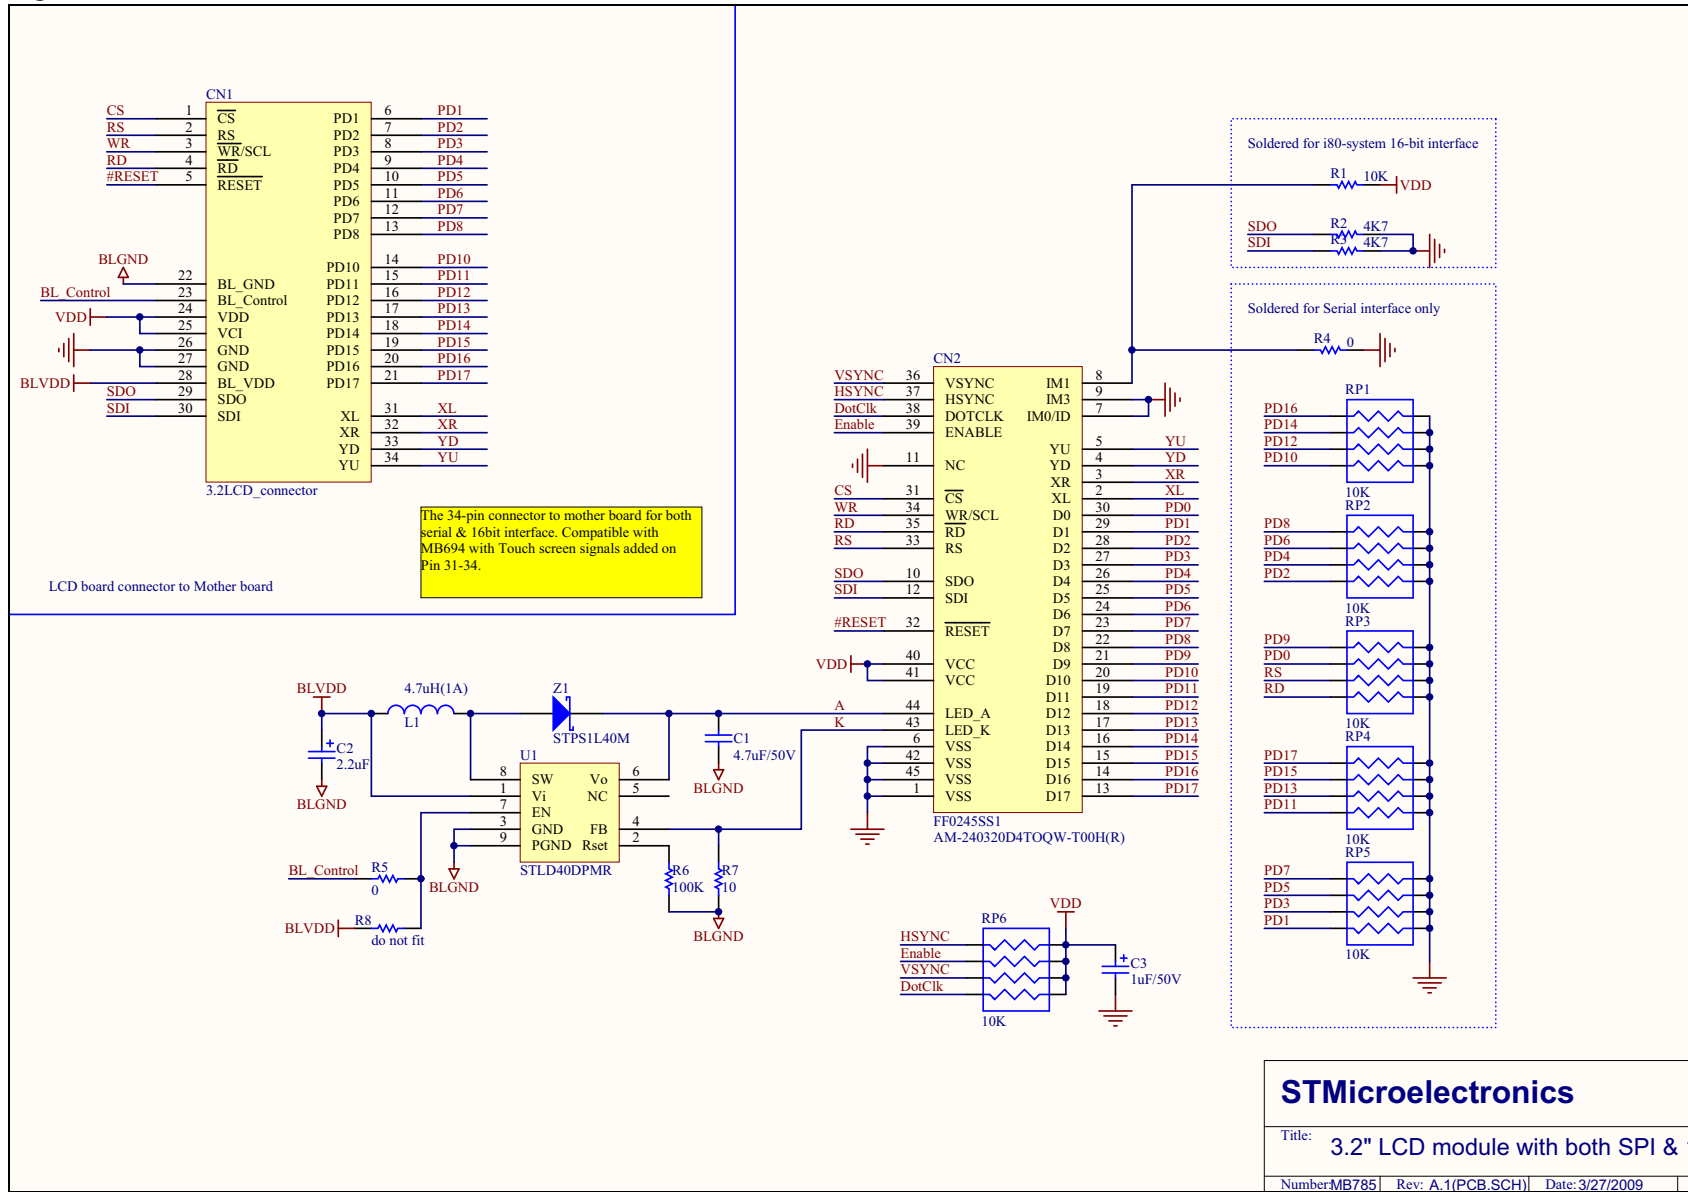 CN1
CS 1 CS PD1 6 PD1
RS 2 RS PD2 7 PD2
WR 3 WR/SCL PD3 8 PD3
RD 4 RD PD4 9 PD4
#RESET 5 RESET PD5 10 PD5
PD6 11 PD6
PD7 12 PD7
PD8 13 PD8
BLGND
PD10 14 PD10
22 BL_GND PD11 15 PD11
BL_Control 23 BL_Control PD12 16 PD12
VDD 24 VDD PD13 17 PD13
25 VCI PD14 18 PD14
26 GND PD15 19 PD15
27 GND PD16 20 PD16
BLVDD 28 BL_VDD PD17 21 PD17
SDO 29 SDO
SDI 30 SDI XL 31 XL
XR 32 XR
YD 33 YD
YU 34 YU
3.2LCD_connector
The 34-pin connector to mother board for both
serial & 16bit interface. Compatible with
MB694 with Touch screen signals added on
Pin 31-34.
LCD board connector to Mother board
Soldered for i80-system 16-bit interface
R1 10K VDD
SDO R2 4K7
SDI R3 4K7
Soldered for Serial interface only
R4 0
CN2
VSYNC 36 VSYNC IM1 8
HSYNC 37 HSYNC IM3 9
DotClk 38 DOTCLK IM0/ID 7
Enable 39 ENABLE
YU 5 YU
11 NC YD 4 YD
XR 3 XR
CS 31 CS XL 2 XL
WR 34 WR/SCL D0 30 PD0
RD 35 RD D1 29 PD1
RS 33 RS D2 28 PD2
D3 27 PD3
SDO 10 SDO D4 26 PD4
SDI 12 SDI D5 25 PD5
D6 24 PD6
#RESET 32 RESET D7 23 PD7
D8 22 PD8
VDD 40 VCC D9 21 PD9
41 VCC D10 20 PD10
D11 19 PD11
A 44 LED_A D12 18 PD12
K 43 LED_K D13 17 PD13
6 VSS D14 16 PD14
42 VSS D15 15 PD15
45 VSS D16 14 PD16
1 VSS D17 13 PD17
FF0245SS1
AM-240320D4TOQW-T00H(R)
RP1
PD16
PD14
PD12
PD10
10K
RP2
PD8
PD6
PD4
PD2
10K
RP3
PD9
PD0
RS
RD
10K
RP4
PD17
PD15
PD13
PD11
10K
RP5
PD7
PD5
PD3
PD1
10K
BLVDD 4.7uH(1A) Z1
L1
STPS1L40M
C2
2.2uF
BLGND
C1
4.7uF/50V
BLGND
U1
8 SW Vo 6
1 Vi NC 5
7 EN
3 GND FB 4
9 PGND Rset 2
STLD40DPMR
BL_Control R5
0
BLGND
R6
100K
R7
10
BLVDD R8
do not fit
BLGND
RP6 VDD
HSYNC
Enable
VSYNC
DotClk
10K
C3
1uF/50V
STMicroelectronics
Title: 3.2" LCD module with both SPI &
Number:MB785 Rev: A.1(PCB.SCH) Date:3/27/2009